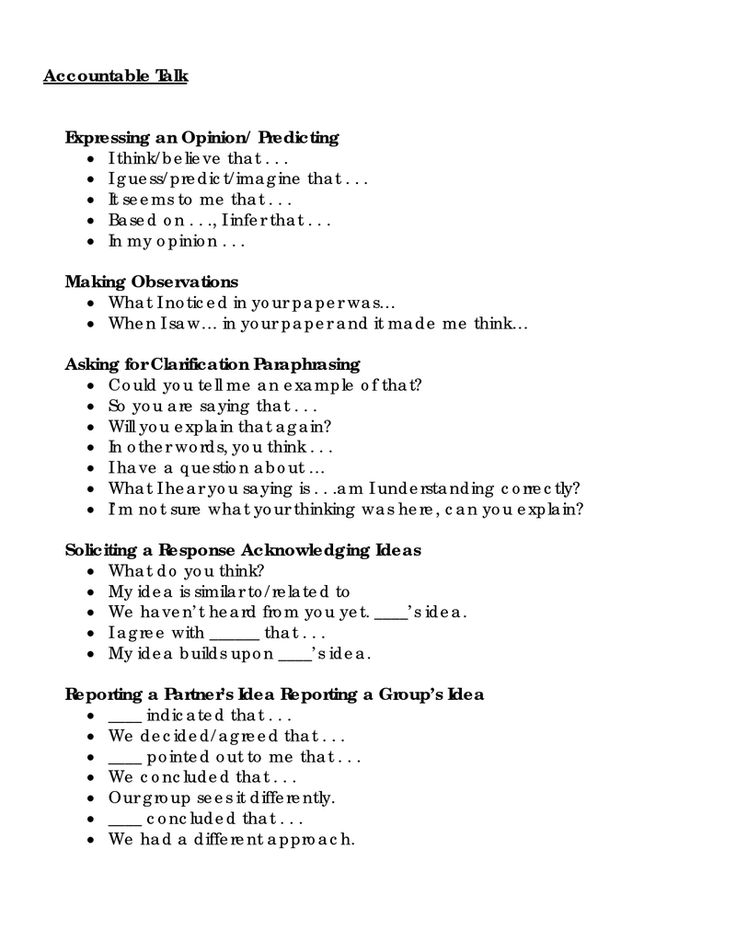 Accountable Talk
Expressing an Opinion/ Predicting
• I think/believe that . . .
• I guess/predict/imagine that . . .
• It seems to me that . . .
• Based on . . ., I infer that . . .
• In my opinion . . .
Making Observations
• What I noticed in your paper was...
• When I saw... in your paper and it made me think...
Asking for Clarification Paraphrasing
• Could you tell me an example of that?
• So you are saying that . . .
• Will you explain that again?
• In other words, you think . . .
• I have a question about ...
• What I hear you saying is . . .am I understanding correctly?
• I'm not sure what your thinking was here, can you explain?
Soliciting a Response Acknowledging Ideas
• What do you think?
• My idea is similar to/related to
• We haven't heard from you yet. ____'s idea.
• I agree with ______ that . . .
• My idea builds upon ____'s idea.
Reporting a Partner's Idea Reporting a Group's Idea
• ____ indicated that . . .
• We decided/agreed that . . .
• ____ pointed out to me that . . .
• We concluded that . . .
• Our group sees it differently.
• ____ concluded that . . .
• We had a different approach.